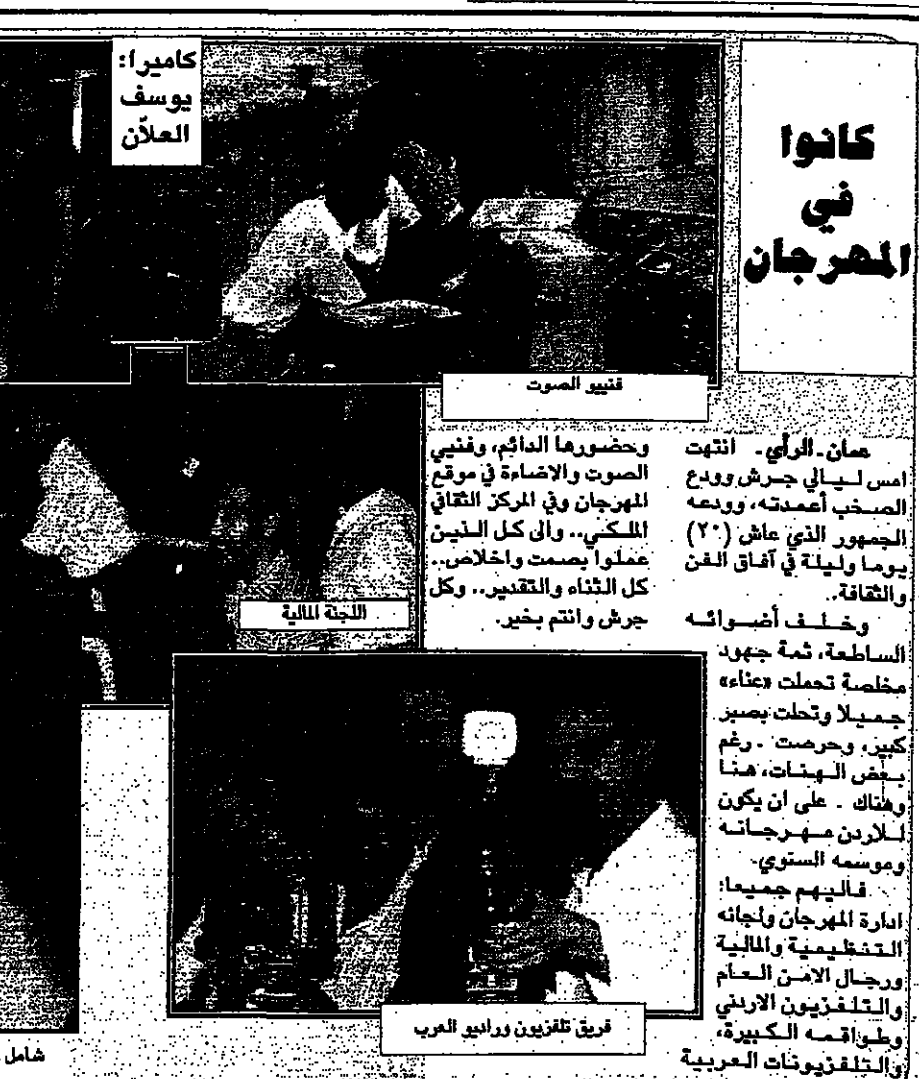 كانوا
في
المهرجان
كاميرا:
يوسف
العلاّن
فنييو الصوت
عمان ـ الرأي ـ انتهت
امس ليالي جرش وودع
الصخب أعمدته، وودعه
الجمهور الذي عاش (٢٠)
يوما وليلة في آفاق الفن
والثقافة.
وخلف أضوائه
الساطعة، ثمة جهود
مخلصة تحملت «عناء»
جميلا وتحلت بصبر
كبير، وحرصت ـ رغم
بعض الهنات، هنا
وهناك ـ على ان يكون
للاردن مهرجانه
وموسمه السنوي.
فاليهم جميعا:
ادارة المهرجان ولجانه
التنظيمية والمالية
ورجال الامن العام
والتلفزيون الاردني
وطواقمه الكبيرة،
والتلفزيونات العربية
وحضورها الدائم، وفنيي
الصوت والاضاءة في موقع
المهرجان وفي المركز الثقافي
الملكي.. والى كل الذين
عملوا بصمت واخلاص..
كل الثناء والتقدير.. وكل
جرش وانتم بخير.
اللجنة المالية
فريق تلفزيون وراديو العرب
شامل